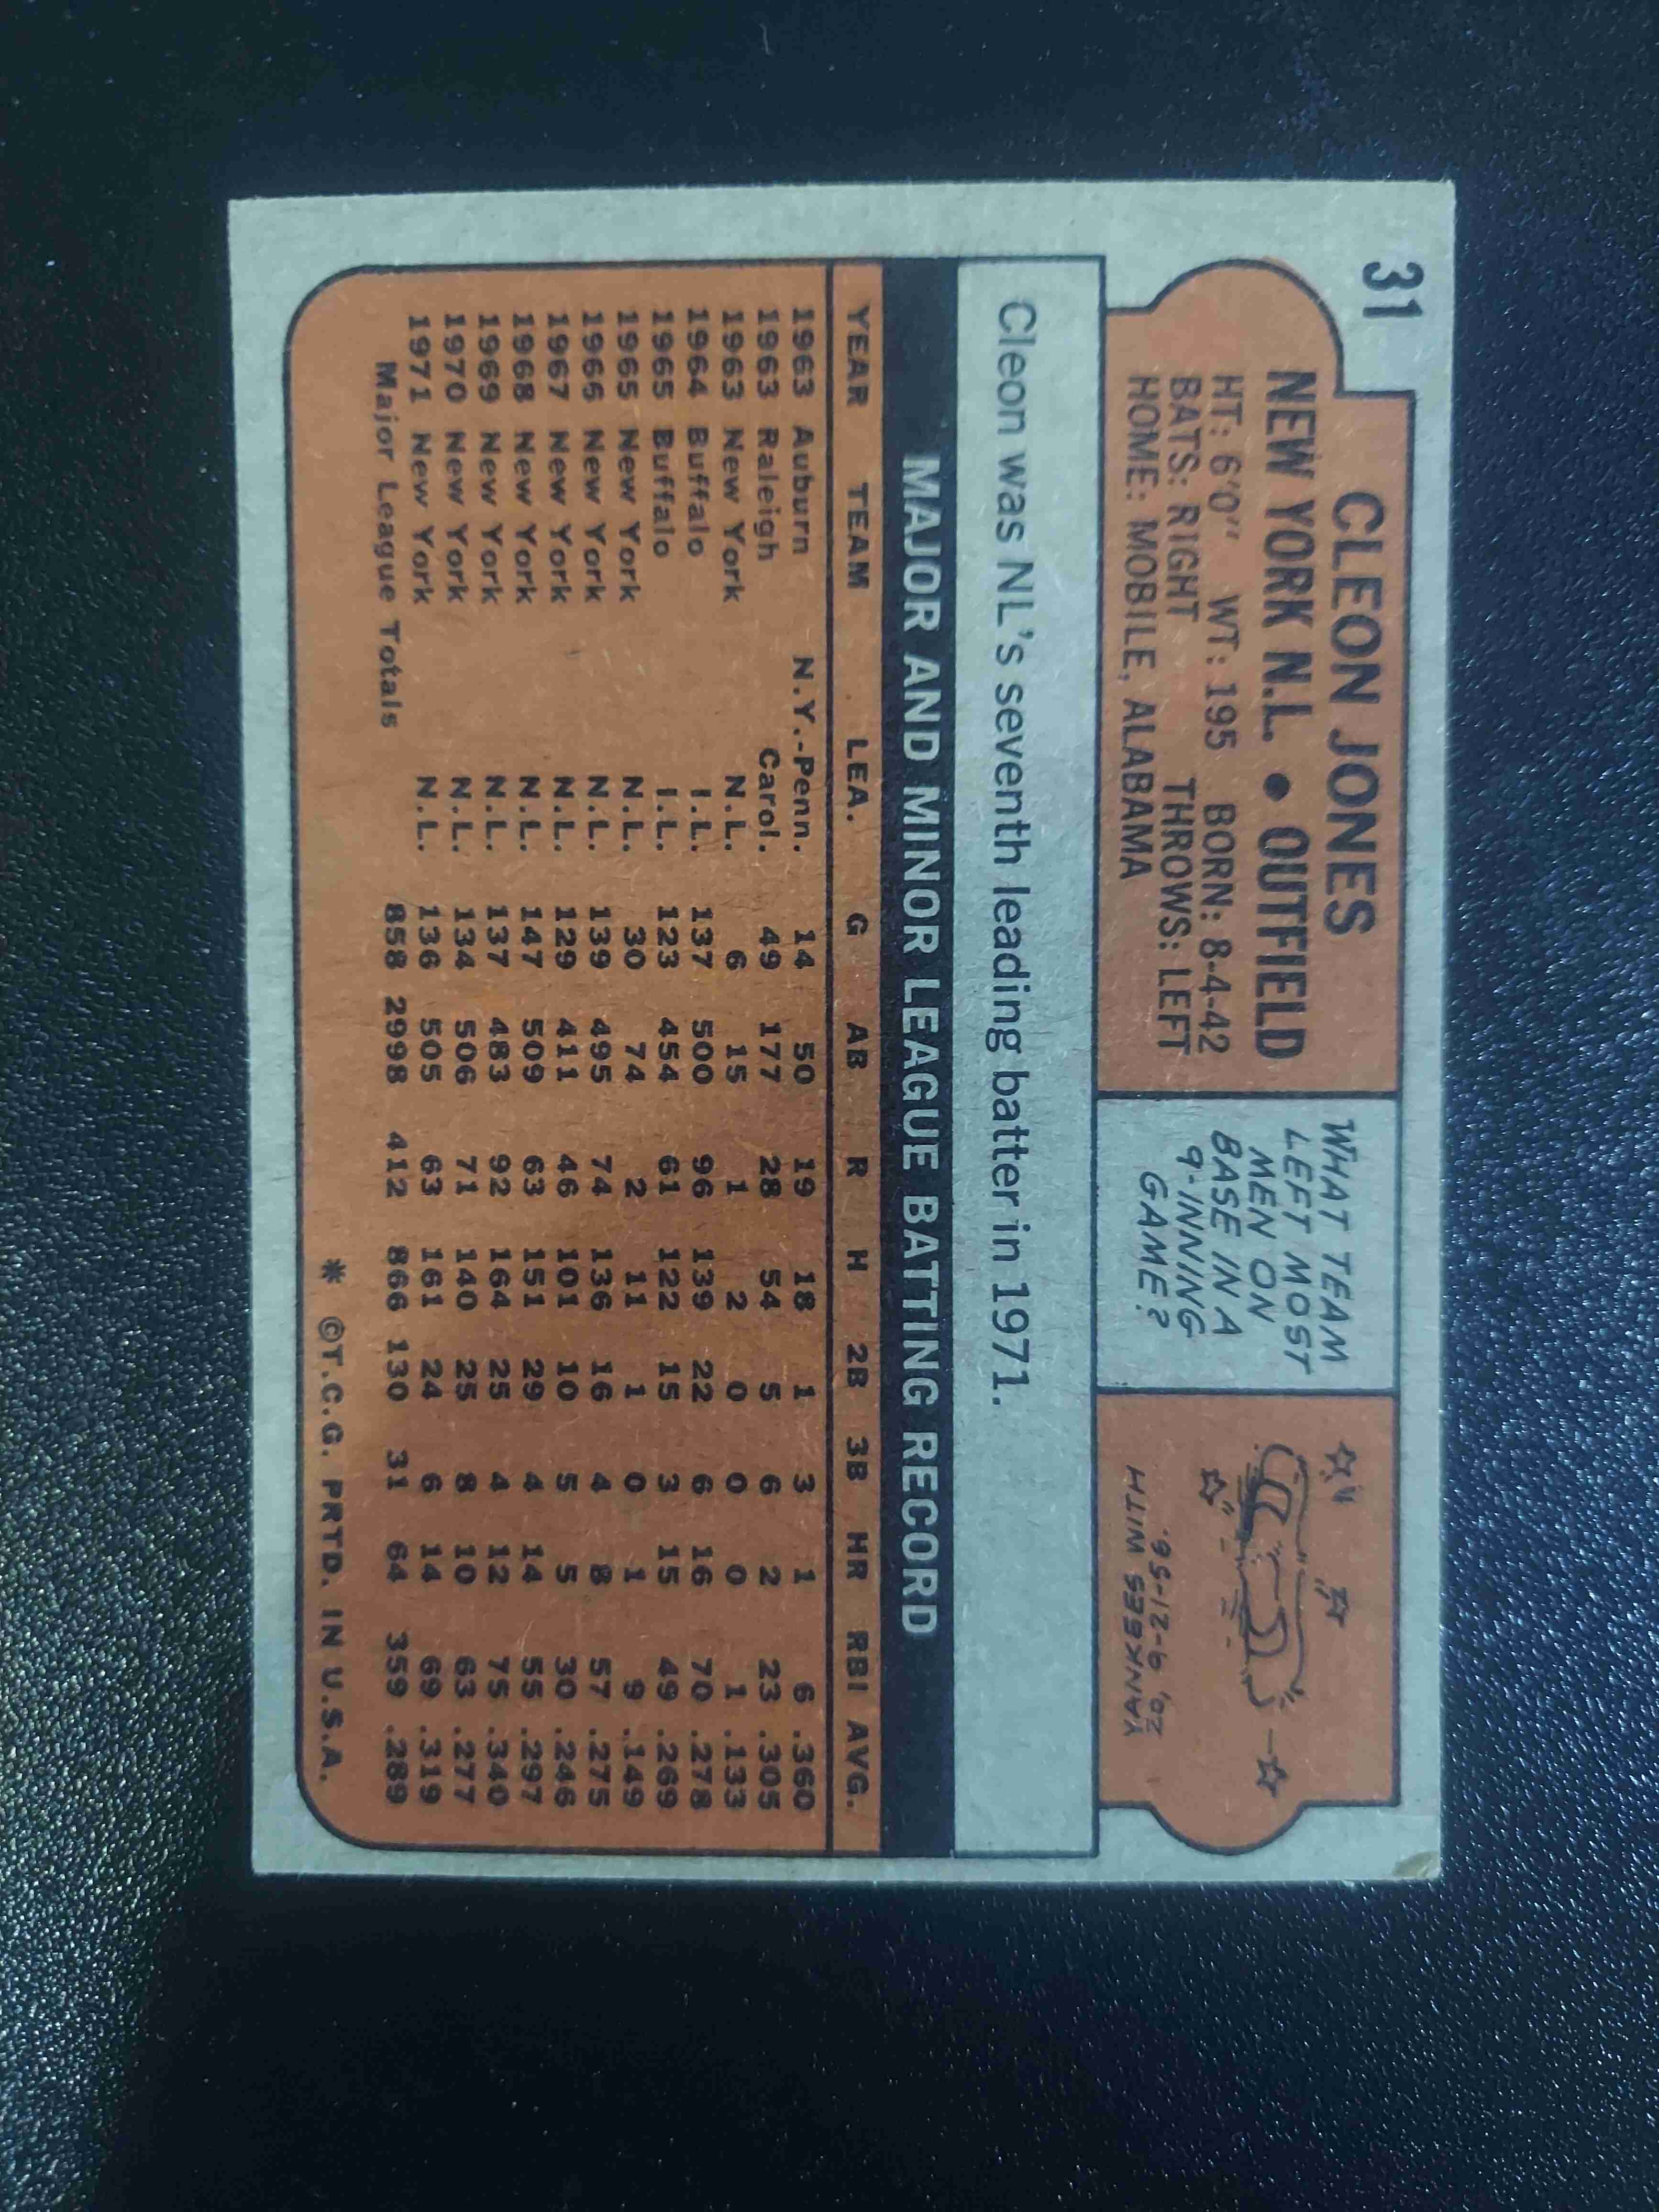 31
CLEON JONES
NEW YORK N.L. ● OUTFIELD
HT: 6'0" WT: 195 BORN: 8-4-42
BATS: RIGHT THROWS: LEFT
HOME: MOBILE, ALABAMA
WHAT TEAM
LEFT MOST
MEN ON
BASE IN A
9-INNING
GAME?
YANKEES WITH
20, 9-21-56.
Cleon was NL's seventh leading batter in 1971.
MAJOR AND MINOR LEAGUE BATTING RECORD
YEAR TEAM LEA. G AB R H 2B 3B HR RBI AVG.
1963 Auburn N.Y.-Penn. 14 50 19 18 1 3 1 6 .360
1963 Raleigh Carol. 49 177 28 54 5 6 2 23 .305
1963 New York N.L. 6 15 1 2 0 0 0 1 .133
1964 Buffalo I.L. 137 500 96 139 22 6 16 70 .278
1965 Buffalo I.L. 123 454 61 122 15 3 15 49 .269
1965 New York N.L. 30 74 2 11 1 0 1 9 .149
1966 New York N.L. 139 495 74 136 16 4 8 57 .275
1967 New York N.L. 129 411 46 101 10 5 5 30 .246
1968 New York N.L. 147 509 63 151 29 4 14 55 .297
1969 New York N.L. 137 483 92 164 25 4 12 75 .340
1970 New York N.L. 134 506 71 140 25 8 10 63 .277
1971 New York N.L. 136 505 63 161 24 6 14 69 .319
Major League Totals 858 2998 412 866 130 31 64 359 .289
* ©T.C.G. PRTD. IN U.S.A.